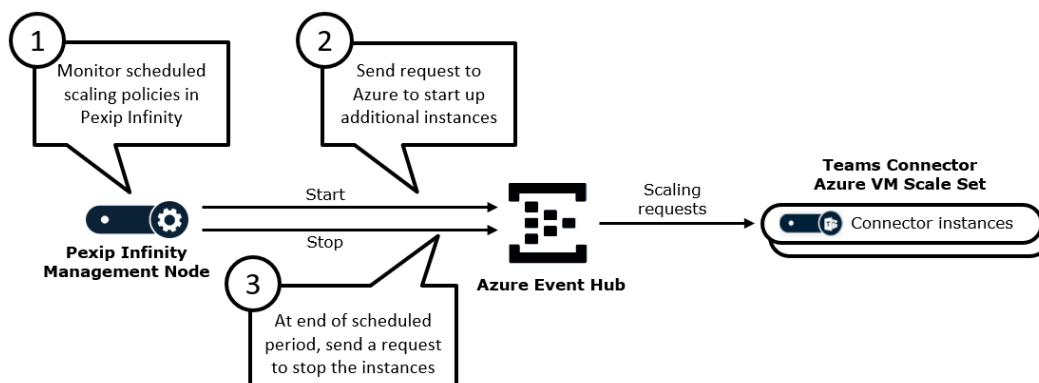 1
Monitor scheduled
scaling policies in
Pexip Infinity
2
Send request to
Azure to start up
additional instances
Start
Stop
Pexip Infinity
Management Node
3
At end of scheduled
period, send a request
to stop the instances
Azure Event Hub
Scaling
requests
Teams Connector
Azure VM Scale Set
Connector instances